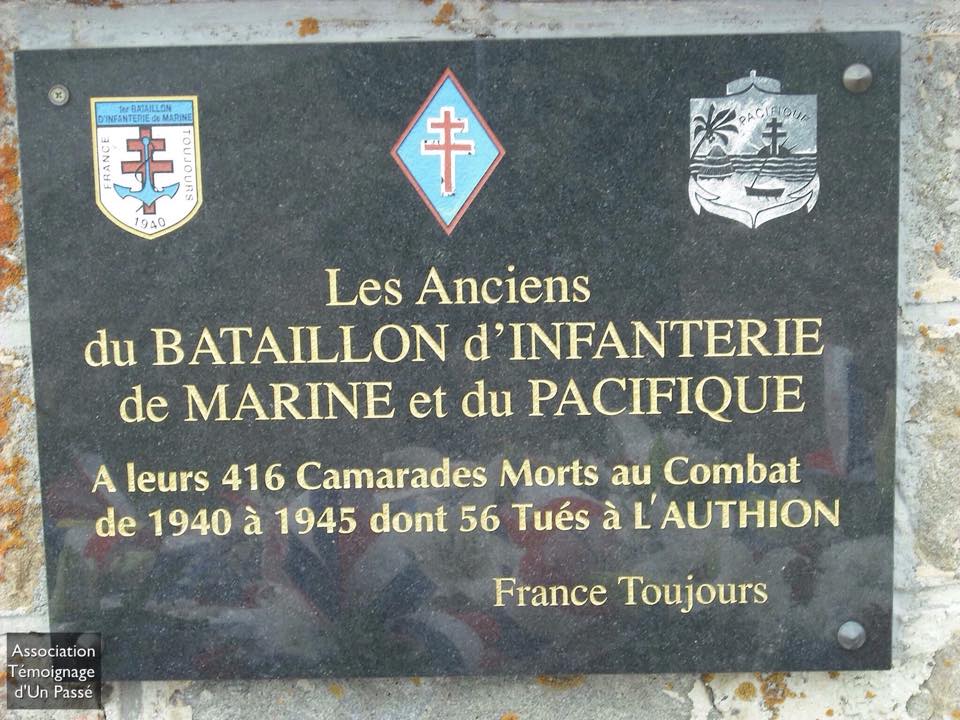 1er BATAILLON
D'INFANTERIE de MARINE
FRANCE
TOUJOURS
1940
PACIFIQUE
Les Anciens
du BATAILLON d'INFANTERIE
de MARINE et du PACIFIQUE
A leurs 416 Camarades Morts au Combat
de 1940 à 1945 dont 56 Tués à L'AUTHION
France Toujours
Association
Témoignage
d'Un Passé